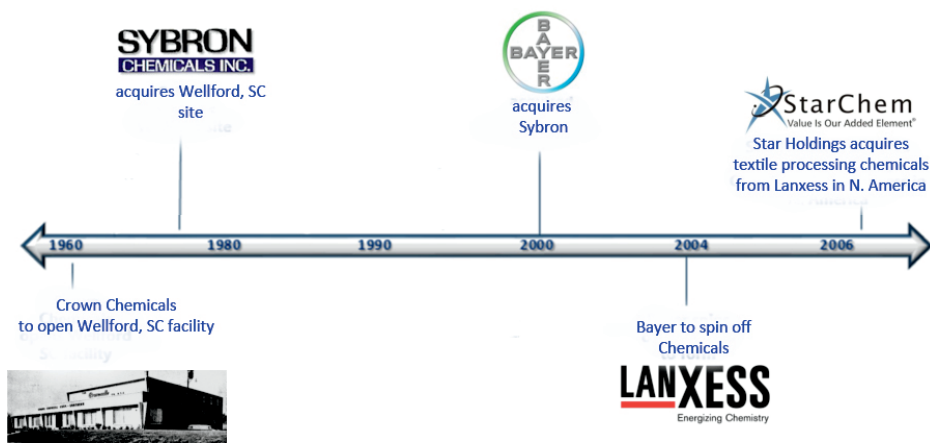 SYBRON
CHEMICALS INC.
acquires Wellford, SC
site
BAYER
BAYER
acquires
Sybron
StarChem
Value Is Our Added Element®
Star Holdings acquires
textile processing chemicals
from Lanxess in N. America
1960
1980
1990
2000
2004
2006
Crown Chemicals
to open Wellford, SC facility
Bayer to spin off
Chemicals
LANXESS
Energizing Chemistry